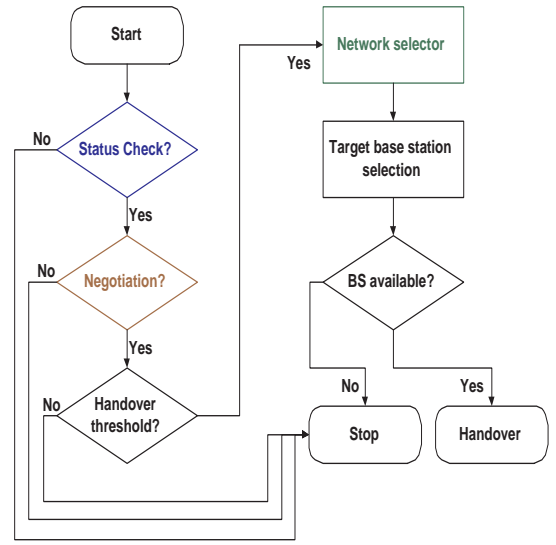 Start
Status Check?
No
Yes
Negotiation?
No
Yes
Handover
threshold?
No
Yes
Network selector
Target base station
selection
BS available?
No
Yes
Stop
Handover